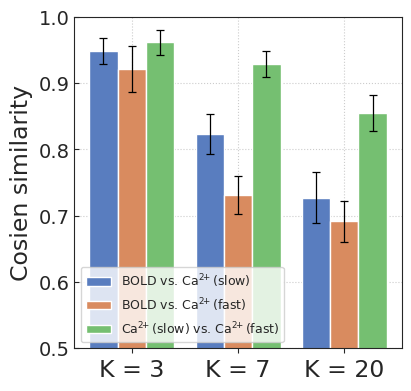 1.0
0.9
0.8
0.7
0.6
0.5
Cosien similarity
BOLD vs. Ca²⁺ (slow)
BOLD vs. Ca²⁺ (fast)
Ca²⁺ (slow) vs. Ca²⁺ (fast)
K = 3 K = 7 K = 20